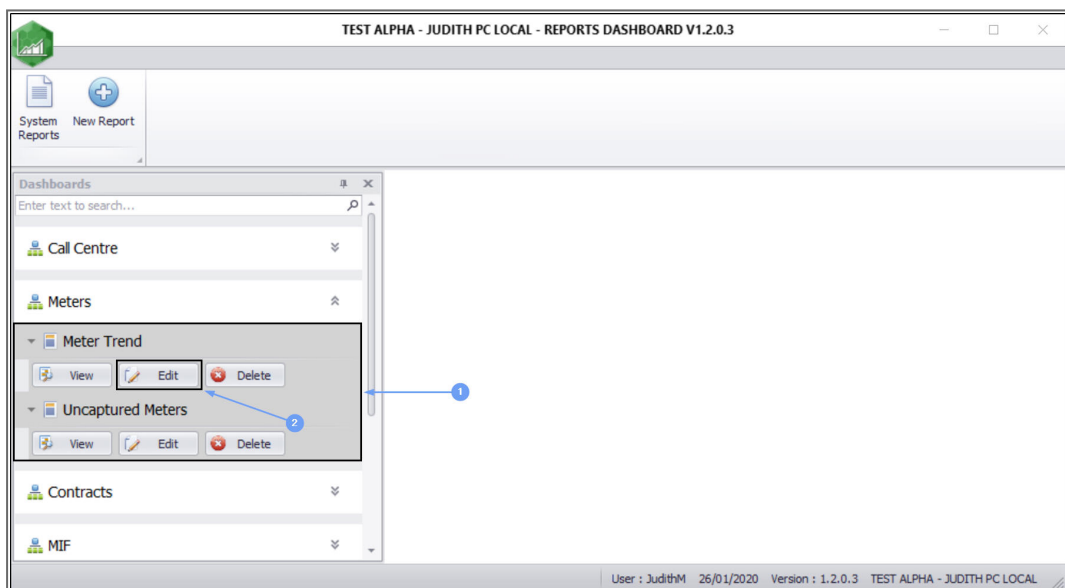 TEST ALPHA - JUDITH PC LOCAL - REPORTS DASHBOARD V1.2.0.3
System Reports
New Report
Dashboards
Enter text to search...
Call Centre
Meters
Meter Trend
View Edit Delete
1
Uncaptured Meters
2
View Edit Delete
Contracts
MIF
User : JudithM 26/01/2020 Version : 1.2.0.3 TEST ALPHA - JUDITH PC LOCAL